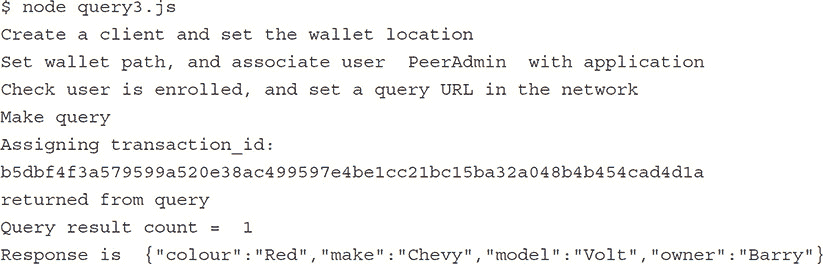 $ node query3.js
Create a client and set the wallet location
Set wallet path, and associate user  PeerAdmin  with application
Check user is enrolled, and set a query URL in the network
Make query
Assigning transaction_id:
b5dbf4f3a579599a520e38ac499597e4be1cc21bc15ba32a048b4b454cad4d1a
returned from query
Query result count =  1
Response is  {"colour":"Red","make":"Chevy","model":"Volt","owner":"Barry"}